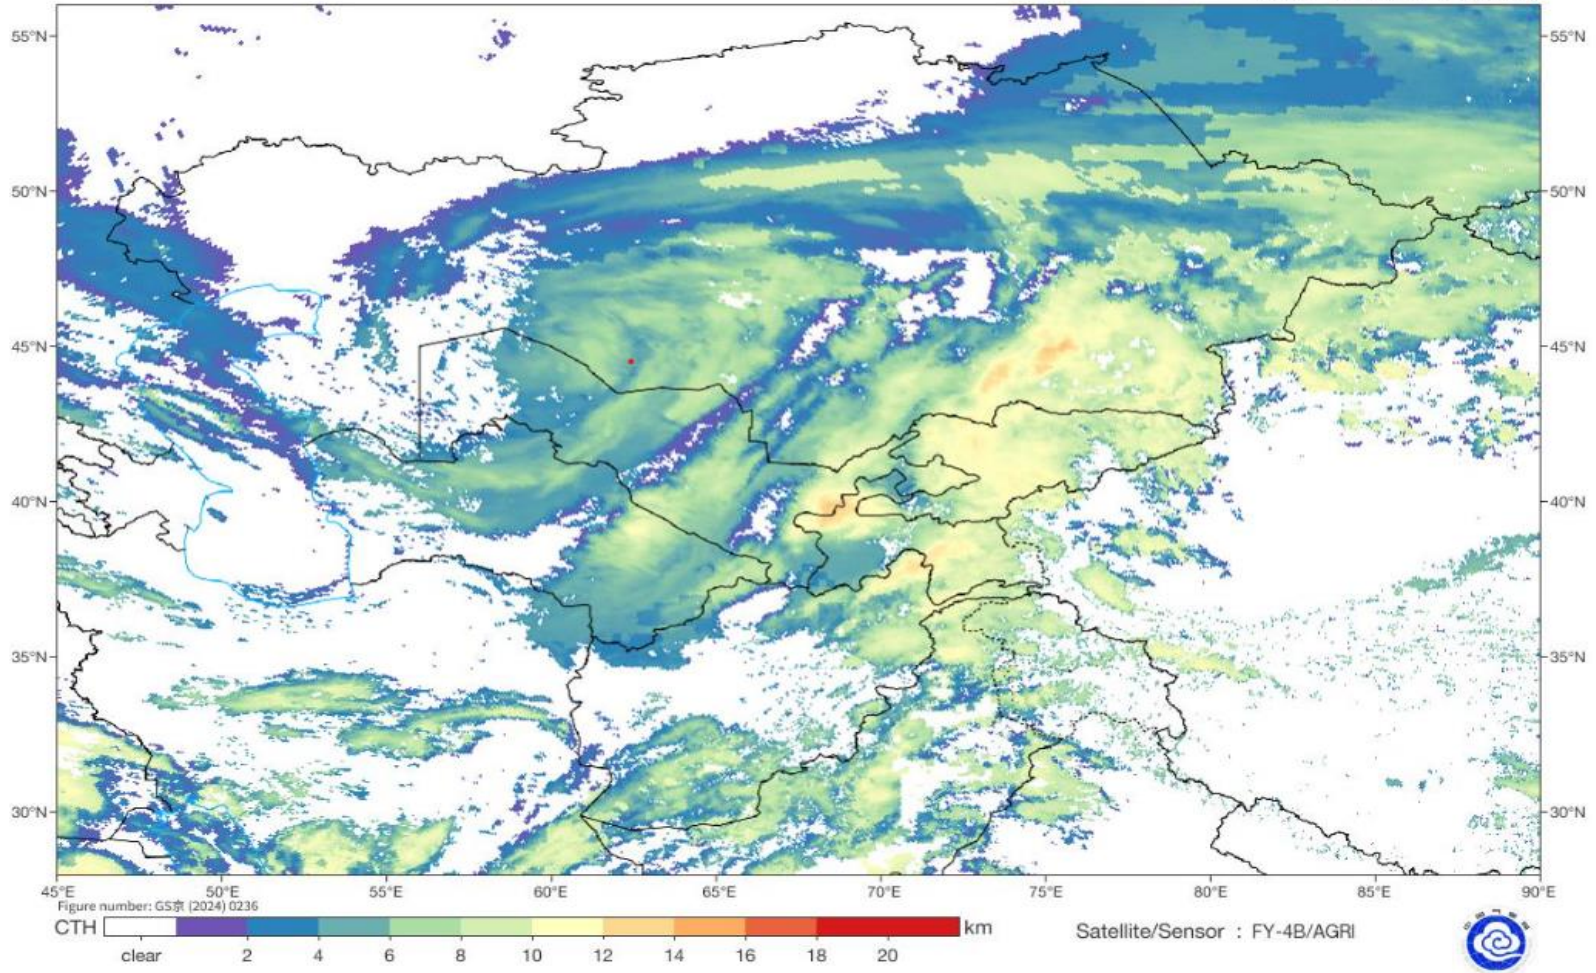 55°N
55°N
50°N
50°N
45°N
45°N
40°N
40°N
35°N
35°N
30°N
30°N
45°E 50°E 55°E 60°E 65°E 70°E 75°E 80°E 85°E 90°E
Figure number: GS京 (2024) 0236
CTH km
clear 2 4 6 8 10 12 14 16 18 20
Satellite/Sensor : FY-4B/AGRI